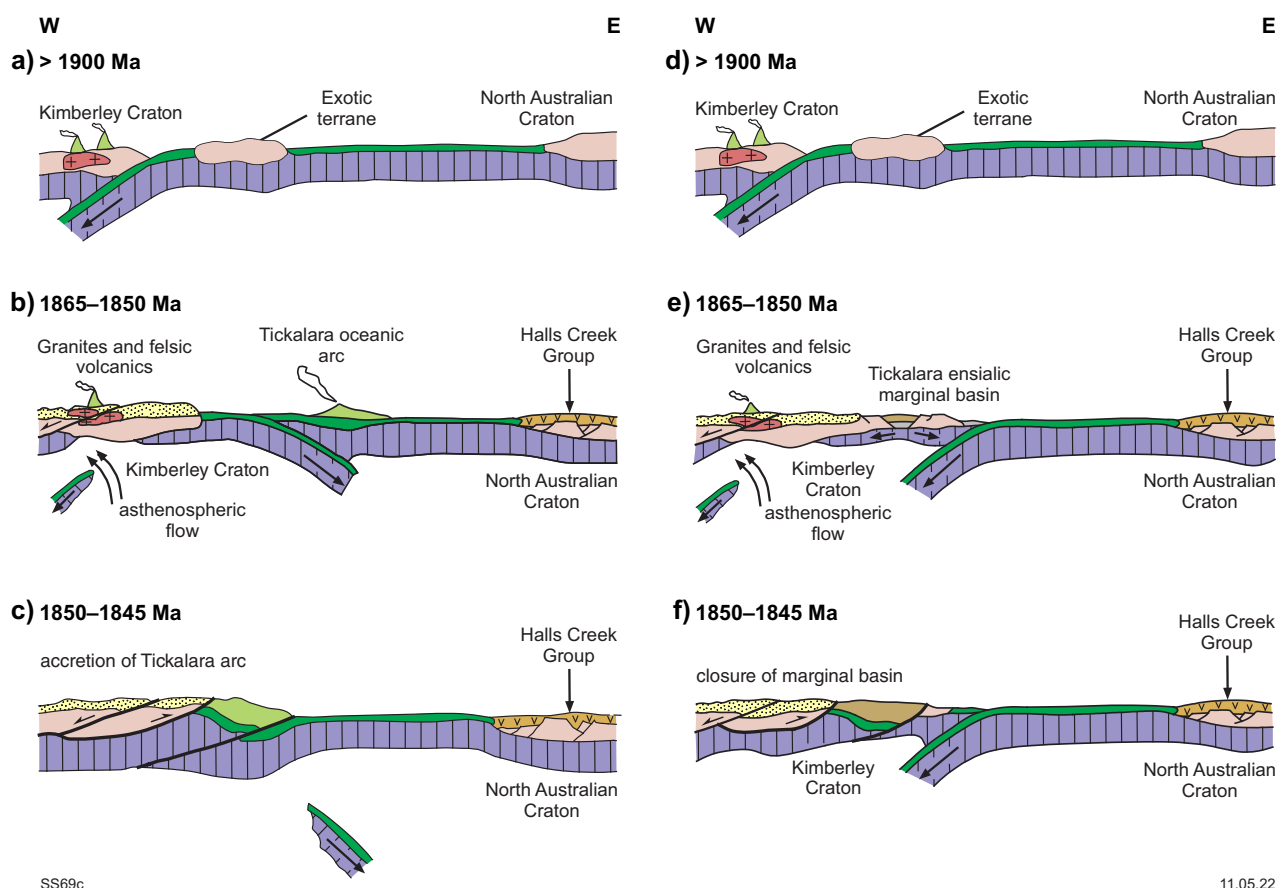 W
E
a) > 1900 Ma
Kimberley Craton
Exotic
terrane
North Australian
Craton
b) 1865–1850 Ma
Granites and felsic
volcanics
Tickalara oceanic
arc
Halls Creek
Group
Kimberley Craton
asthenospheric
flow
North Australian
Craton
c) 1850–1845 Ma
accretion of Tickalara arc
Halls Creek
Group
North Australian
Craton
SS69c
W
E
d) > 1900 Ma
Kimberley Craton
Exotic
terrane
North Australian
Craton
e) 1865–1850 Ma
Granites and felsic
volcanics
Tickalara ensialic
marginal basin
Halls Creek
Group
Kimberley
Craton
asthenospheric
flow
North Australian
Craton
f) 1850–1845 Ma
closure of marginal basin
Halls Creek
Group
Kimberley
Craton
North Australian
Craton
11.05.22